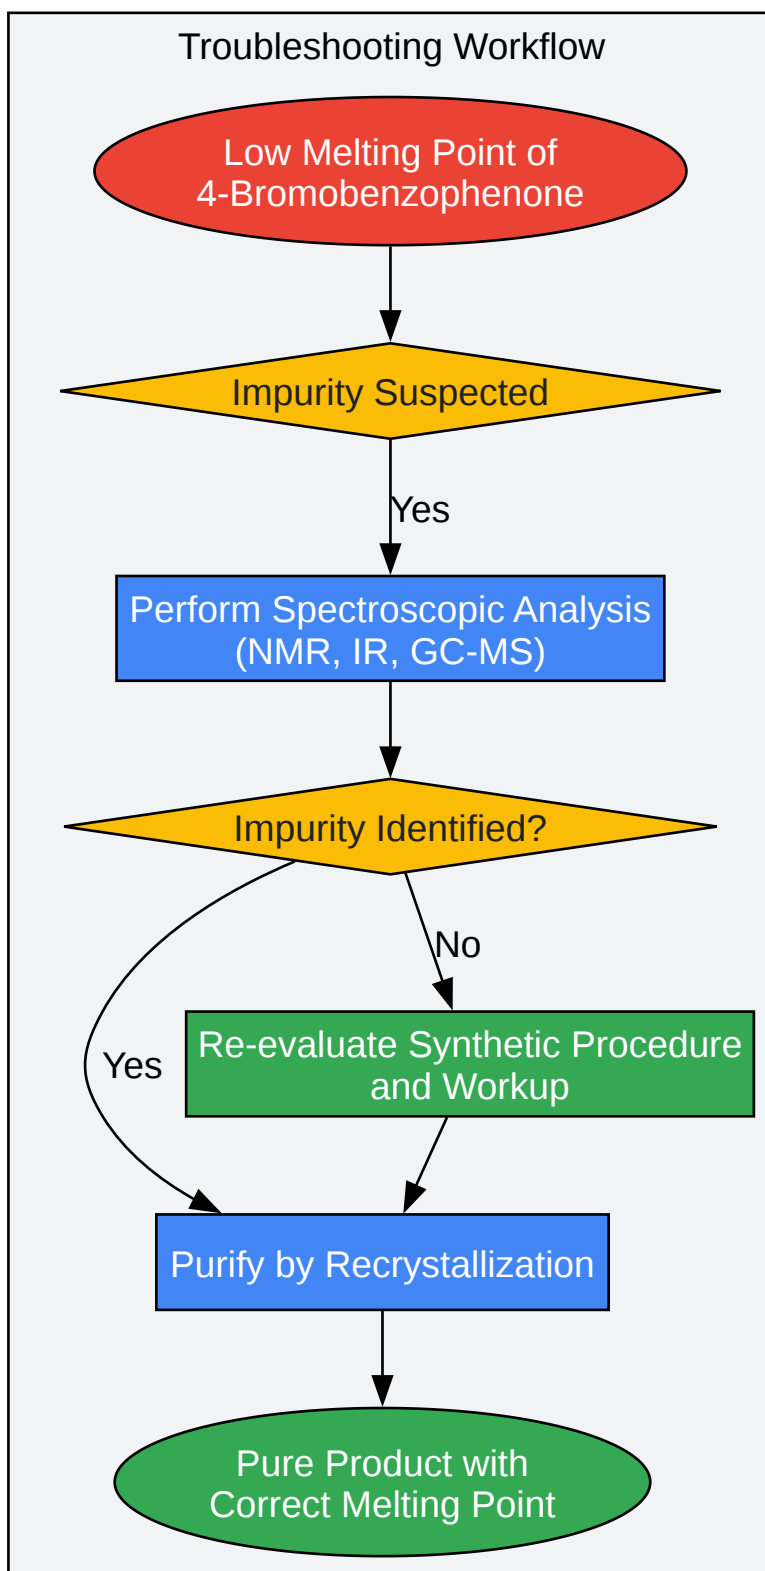 Troubleshooting Workflow
Low Melting Point of
4-Bromobenzophenone
Impurity Suspected
Yes
Perform Spectroscopic Analysis
(NMR, IR, GC-MS)
Impurity Identified?
No
Re-evaluate Synthetic Procedure
and Workup
Yes
Purify by Recrystallization
Pure Product with
Correct Melting Point